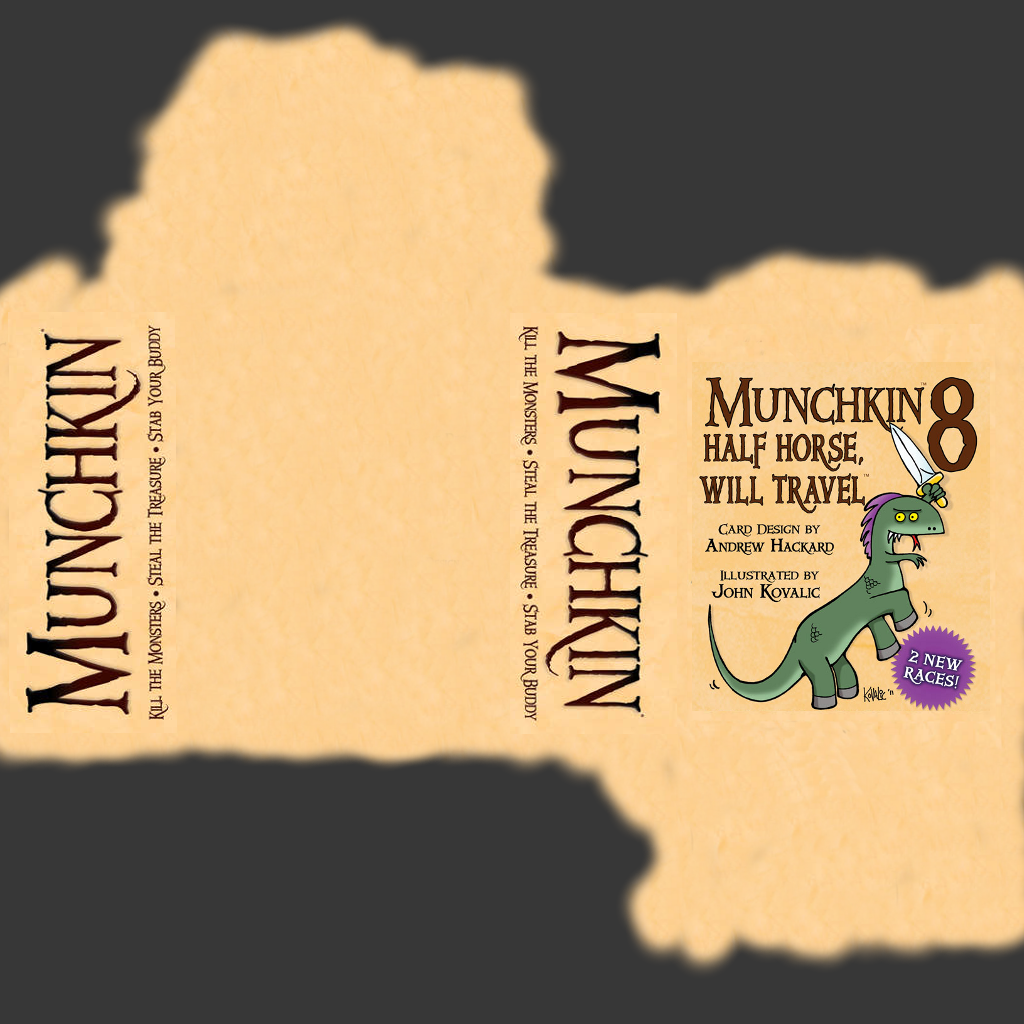 MUNCHKIN
KILL THE MONSTERS • STEAL THE TREASURE • STAB YOUR BUDDY
MUNCHKIN
KILL THE MONSTERS • STEAL THE TREASURE • STAB YOUR BUDDY
MUNCHKIN™ 8
HALF HORSE,
WILL TRAVEL™
CARD DESIGN BY
ANDREW HACKARD
ILLUSTRATED BY
JOHN KOVALIC
2 NEW
RACES!
KOVALIC '11